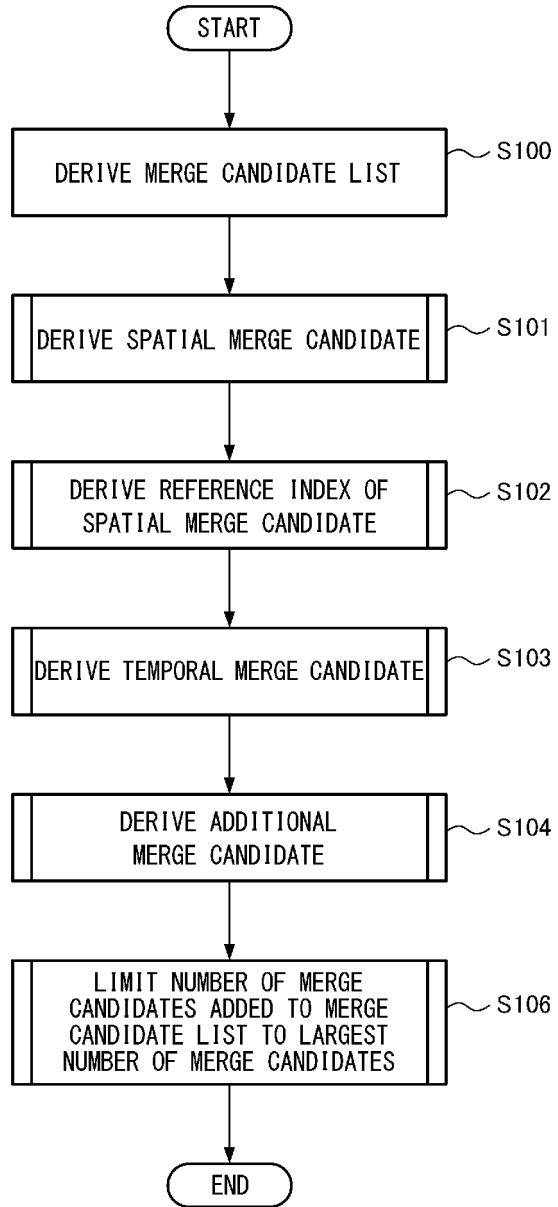 START
DERIVE MERGE CANDIDATE LIST
S100
DERIVE SPATIAL MERGE CANDIDATE
S101
DERIVE REFERENCE INDEX OF
SPATIAL MERGE CANDIDATE
S102
DERIVE TEMPORAL MERGE CANDIDATE
S103
DERIVE ADDITIONAL
MERGE CANDIDATE
S104
LIMIT NUMBER OF MERGE
CANDIDATES ADDED TO MERGE
CANDIDATE LIST TO LARGEST
NUMBER OF MERGE CANDIDATES
S106
END